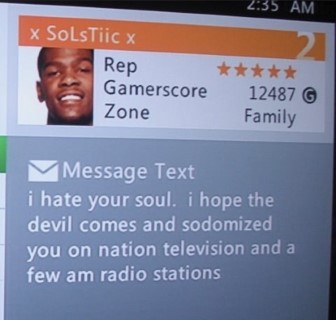 2:35 AM
x SoLsTiic x
2
Rep
Gamerscore 12487 G
Zone Family
Message Text
i hate your soul. i hope the
devil comes and sodomized
you on nation television and a
few am radio stations